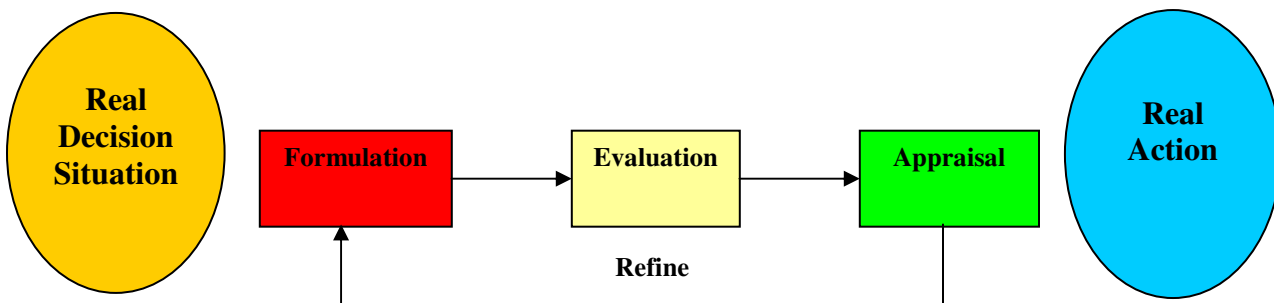 Real
Decision
Situation
Formulation
Evaluation
Appraisal
Real
Action
Refine